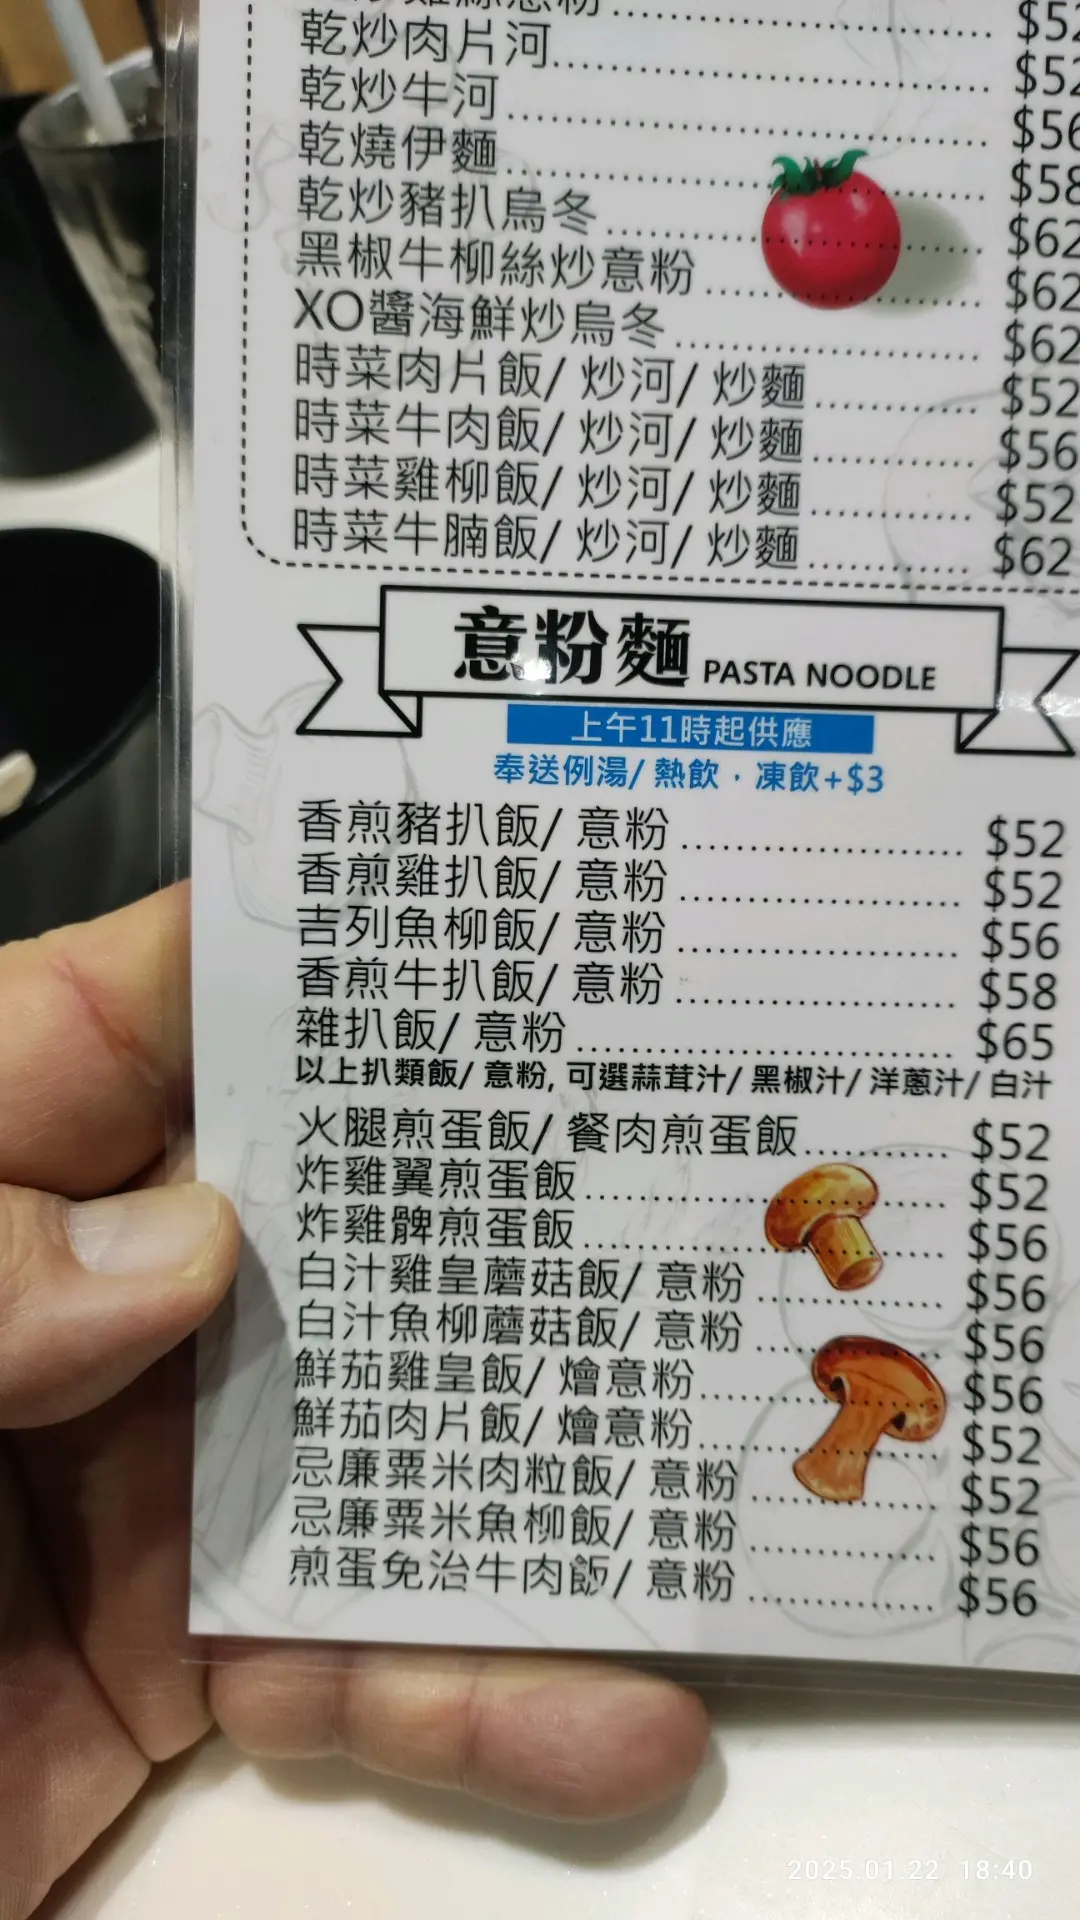 意粉 $52
乾炒肉片河 $52
乾炒牛河 $56
乾燒伊麵 $58
乾炒豬扒烏冬 $62
黑椒牛柳絲炒意粉 $62
XO醬海鮮炒烏冬 $62
時菜肉片飯/ 炒河/ 炒麵 $52
時菜牛肉飯/ 炒河/ 炒麵 $56
時菜雞柳飯/ 炒河/ 炒麵 $52
時菜牛腩飯/ 炒河/ 炒麵 $62
意粉麵 PASTA NOODLE
上午11時起供應
奉送例湯/ 熱飲．凍飲+$3
香煎豬扒飯/ 意粉 $52
香煎雞扒飯/ 意粉 $52
吉列魚柳飯/ 意粉 $56
香煎牛扒飯/ 意粉 $58
雜扒飯/ 意粉 $65
以上扒類飯/ 意粉, 可選蒜茸汁/ 黑椒汁/ 洋蔥汁/ 白汁
火腿煎蛋飯/ 餐肉煎蛋飯 $52
炸雞翼煎蛋飯 $52
炸雞髀煎蛋飯 $56
白汁雞皇蘑菇飯/ 意粉 $56
白汁魚柳蘑菇飯/ 意粉 $56
鮮茄雞皇飯/ 燴意粉 $56
鮮茄肉片飯/ 燴意粉 $52
忌廉粟米肉粒飯/ 意粉 $52
忌廉粟米魚柳飯/ 意粉 $56
煎蛋免治牛肉飯/ 意粉 $56
2025.01.22 18:40